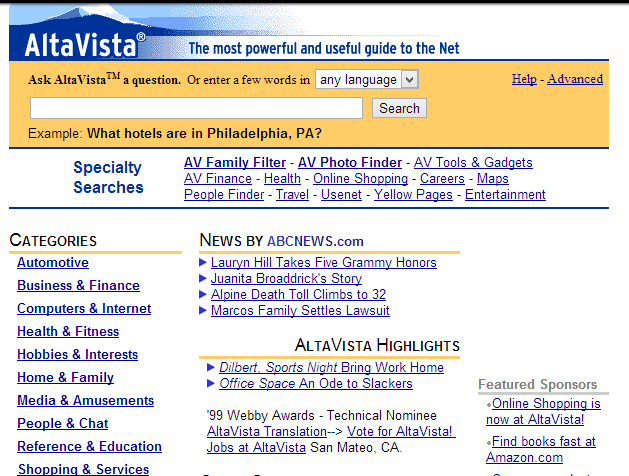 AltaVista®
The most powerful and useful guide to the Net
Ask AltaVista™ a question. Or enter a few words in any language
Help - Advanced
Search
Example: What hotels are in Philadelphia, PA?
Specialty
Searches
AV Family Filter - AV Photo Finder - AV Tools & Gadgets
AV Finance - Health - Online Shopping - Careers - Maps
People Finder - Travel - Usenet - Yellow Pages - Entertainment
CATEGORIES
Automotive
Business & Finance
Computers & Internet
Health & Fitness
Hobbies & Interests
Home & Family
Media & Amusements
People & Chat
Reference & Education
Shopping & Services
NEWS BY ABCNEWS.com
Lauryn Hill Takes Five Grammy Honors
Juanita Broaddrick's Story
Alpine Death Toll Climbs to 32
Marcos Family Settles Lawsuit
ALTAVISTA HIGHLIGHTS
Dilbert, Sports Night Bring Work Home
Office Space An Ode to Slackers
'99 Webby Awards - Technical Nominee
AltaVista Translation--> Vote for AltaVista!
Jobs at AltaVista San Mateo, CA.
Featured Sponsors
Online Shopping is
now at AltaVista!
Find books fast at
Amazon.com